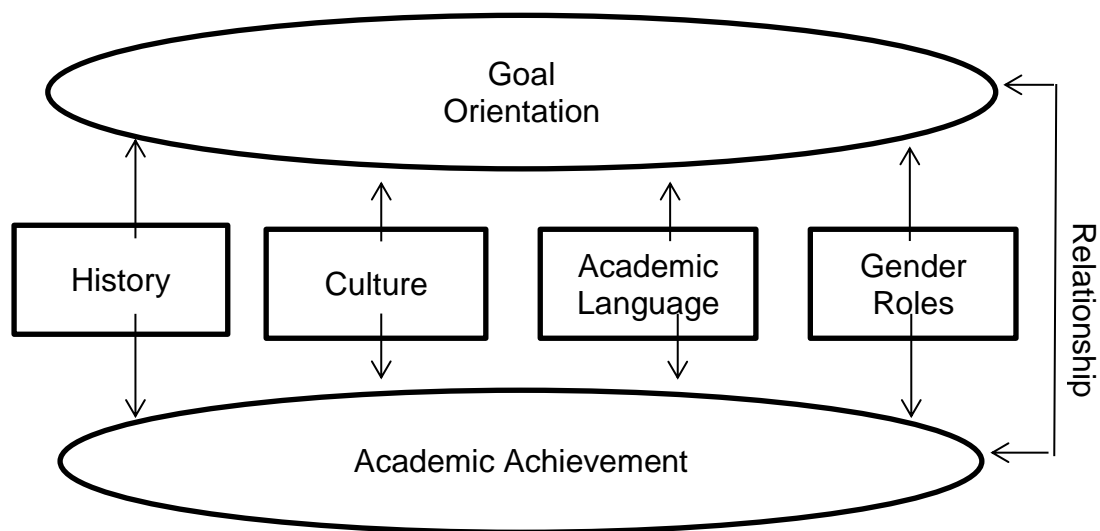 Goal
Orientation
History
Culture
Academic
Language
Gender
Roles
Relationship
Academic Achievement